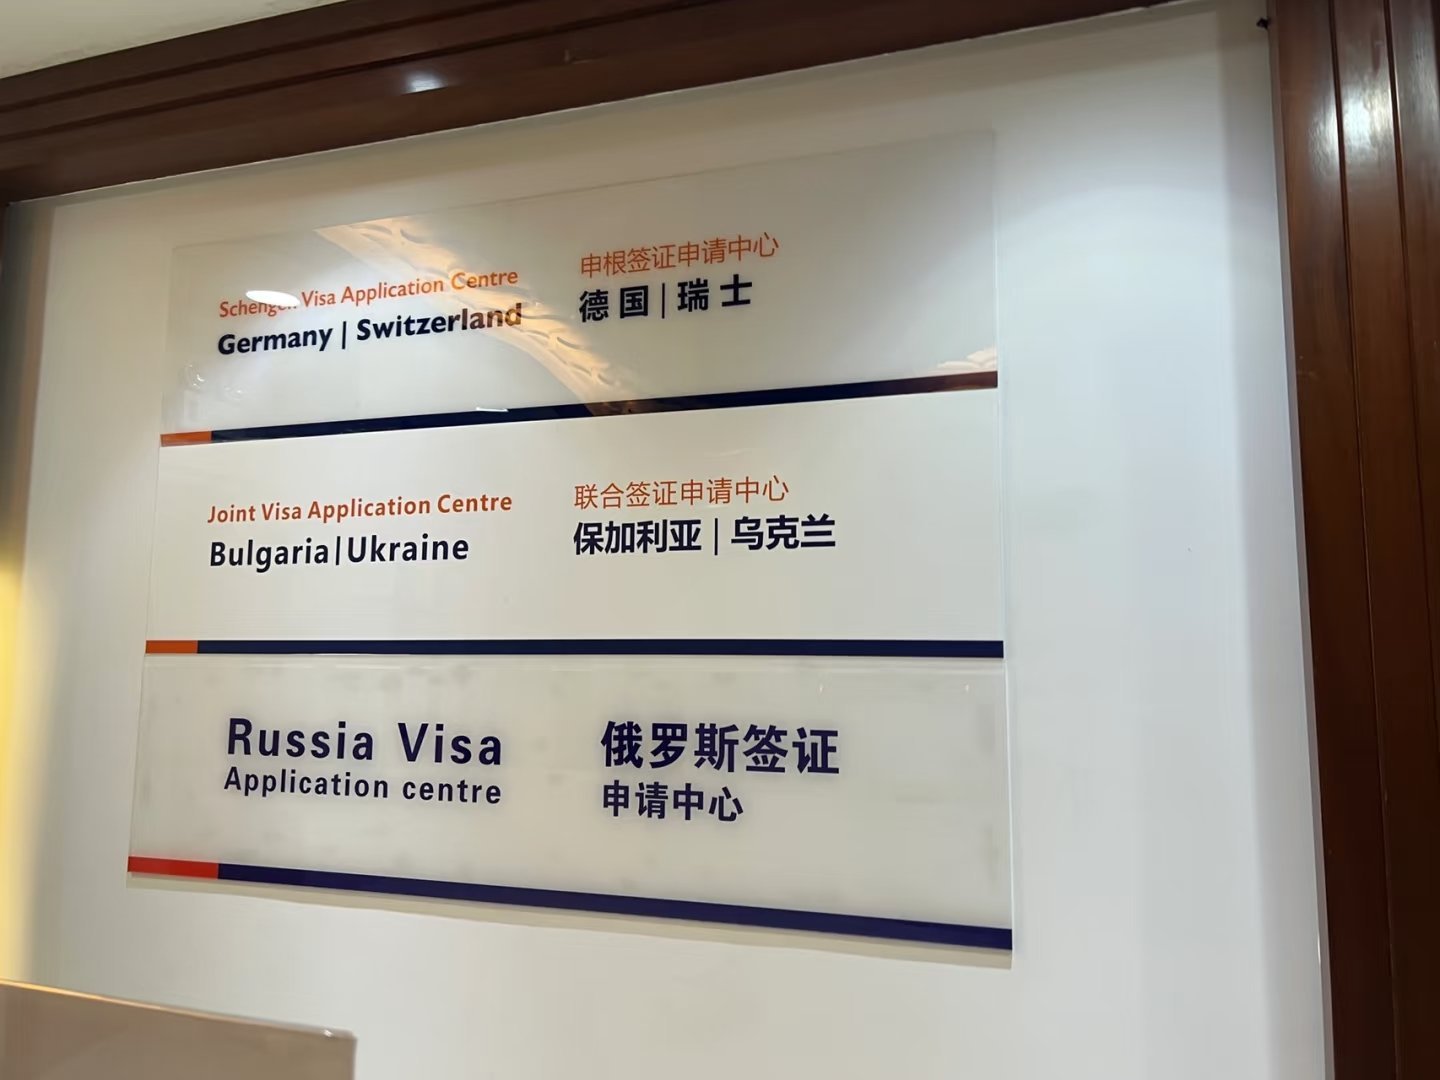 Schengen Visa Application Centre
Germany | Switzerland
申根签证申请中心
德国|瑞士
Joint Visa Application Centre
Bulgaria|Ukraine
联合签证申请中心
保加利亚|乌克兰
Russia Visa
Application centre
俄罗斯签证
申请中心